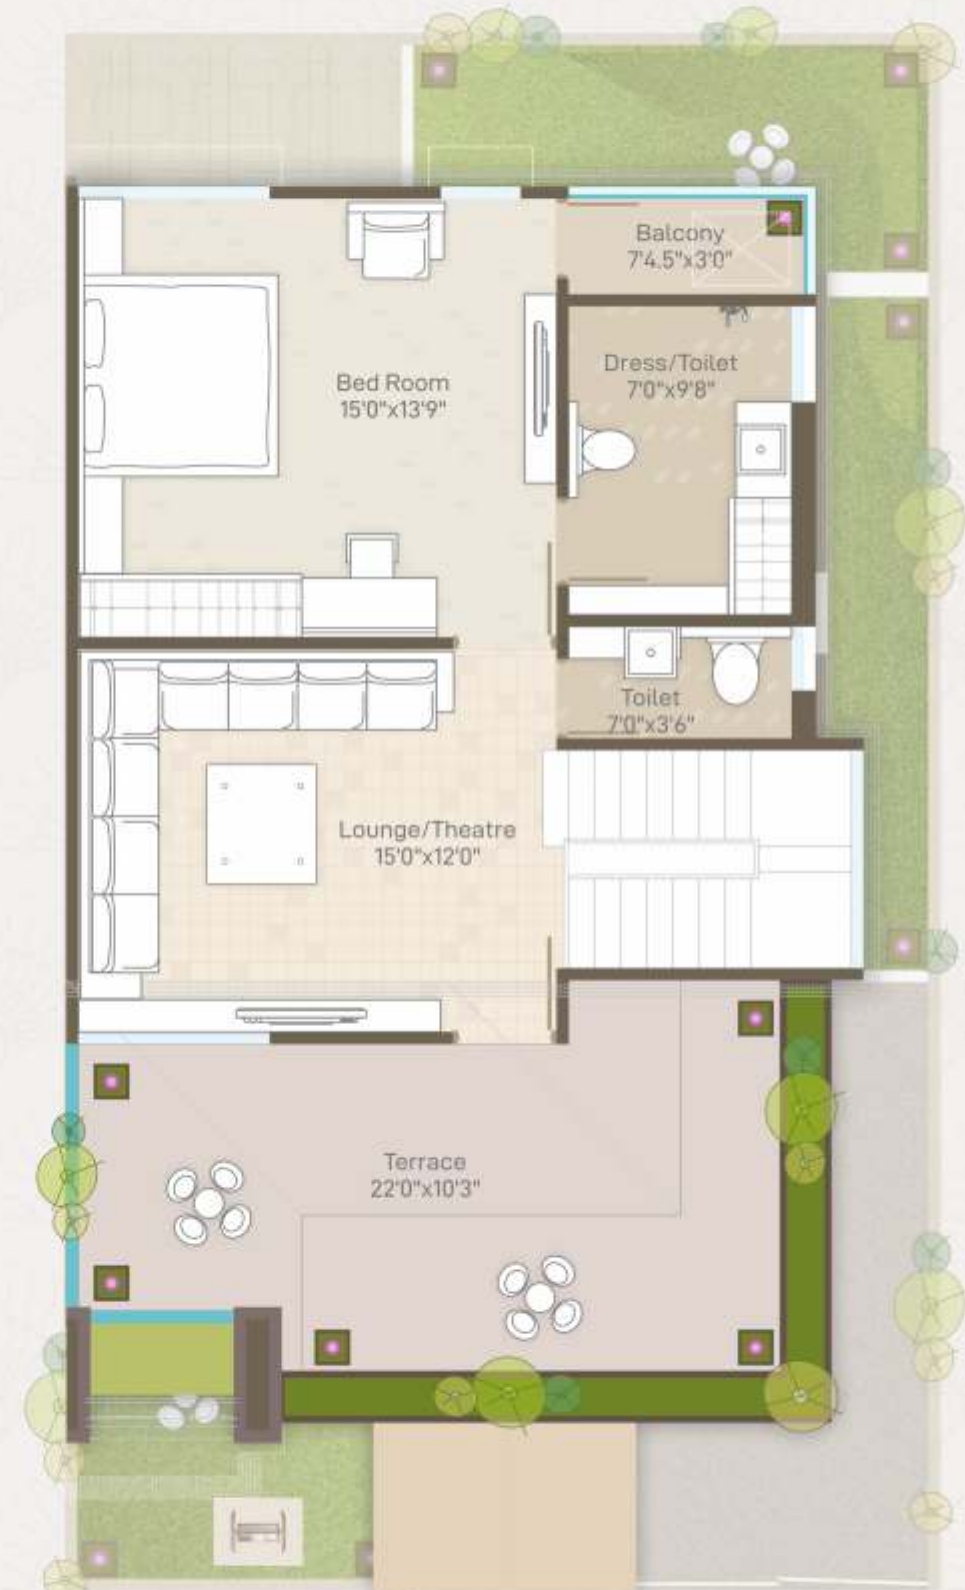 Balcony
7'4.5"x3'0"
Dress/Toilet
7'0"x9'8"
Bed Room
15'0"x13'9"
Toilet
7'0"x3'6"
Lounge/Theatre
15'0"x12'0"
Terrace
22'0"x10'3"